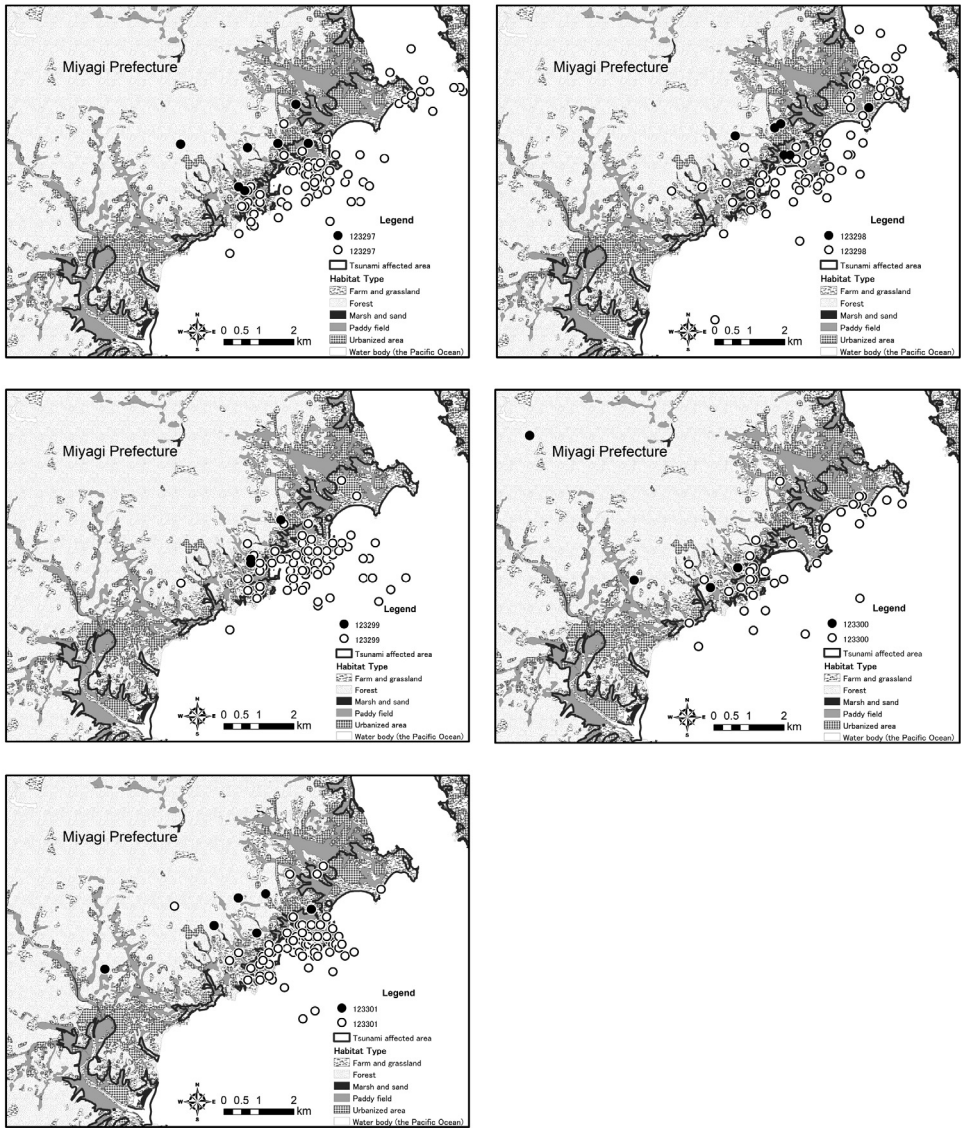 Miyagi Prefecture
Legend
123297
123297
Tsunami affected area
Habitat Type
Farm and grassland
Forest
Marsh and sand
Paddy field
Urbanized area
Water body (the Pacific Ocean)
N
W E
S
0 0.5 1 2
km
Miyagi Prefecture
Legend
123298
123298
Tsunami affected area
Habitat Type
Farm and grassland
Forest
Marsh and sand
Paddy field
Urbanized area
Water body (the Pacific Ocean)
N
W E
S
0 0.5 1 2
km
Miyagi Prefecture
Legend
123299
123299
Tsunami affected area
Habitat Type
Farm and grassland
Forest
Marsh and sand
Paddy field
Urbanized area
Water body (the Pacific Ocean)
N
W E
S
0 0.5 1 2
km
Miyagi Prefecture
Legend
123300
123300
Tsunami affected area
Habitat Type
Farm and grassland
Forest
Marsh and sand
Paddy field
Urbanized area
Water body (the Pacific Ocean)
N
W E
S
0 0.5 1 2
km
Miyagi Prefecture
Legend
123301
123301
Tsunami affected area
Habitat Type
Farm and grassland
Forest
Marsh and sand
Paddy field
Urbanized area
Water body (the Pacific Ocean)
N
W E
S
0 0.5 1 2
km